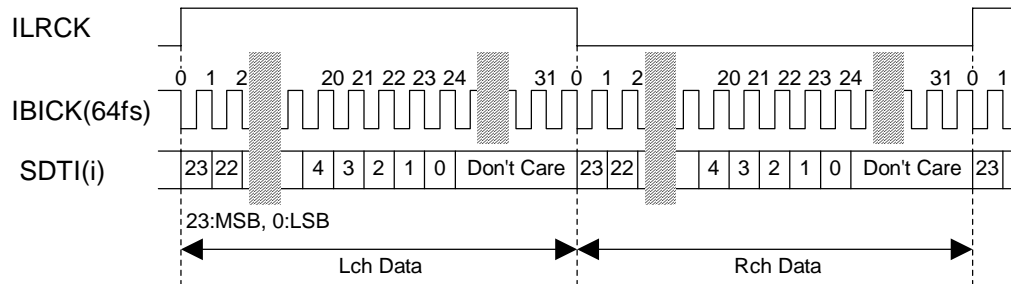 ILRCK
0 1 2 20 21 22 23 24 31 0 1 2 20 21 22 23 24 31 0 1
IBICK(64fs)
SDTI(i) 23 22 4 3 2 1 0 Don't Care 23 22 4 3 2 1 0 Don't Care 23
23:MSB, 0:LSB
Lch Data Rch Data